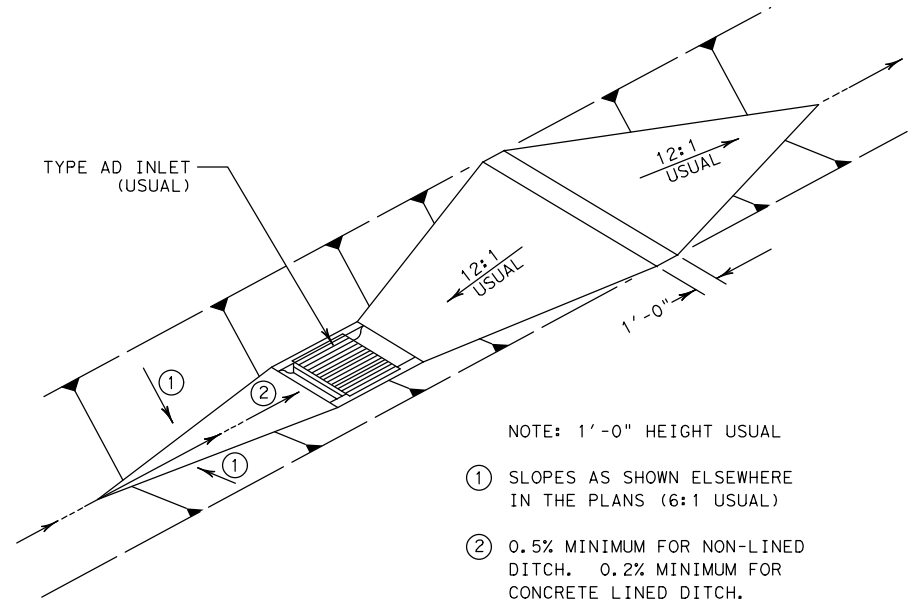 TYPE AD INLET
(USUAL)
12:1
USUAL
12:1
USUAL
1'-0"
1
2
1
NOTE: 1'-0" HEIGHT USUAL
1 SLOPES AS SHOWN ELSEWHERE
IN THE PLANS (6:1 USUAL)
2 0.5% MINIMUM FOR NON-LINED
DITCH. 0.2% MINIMUM FOR
CONCRETE LINED DITCH.